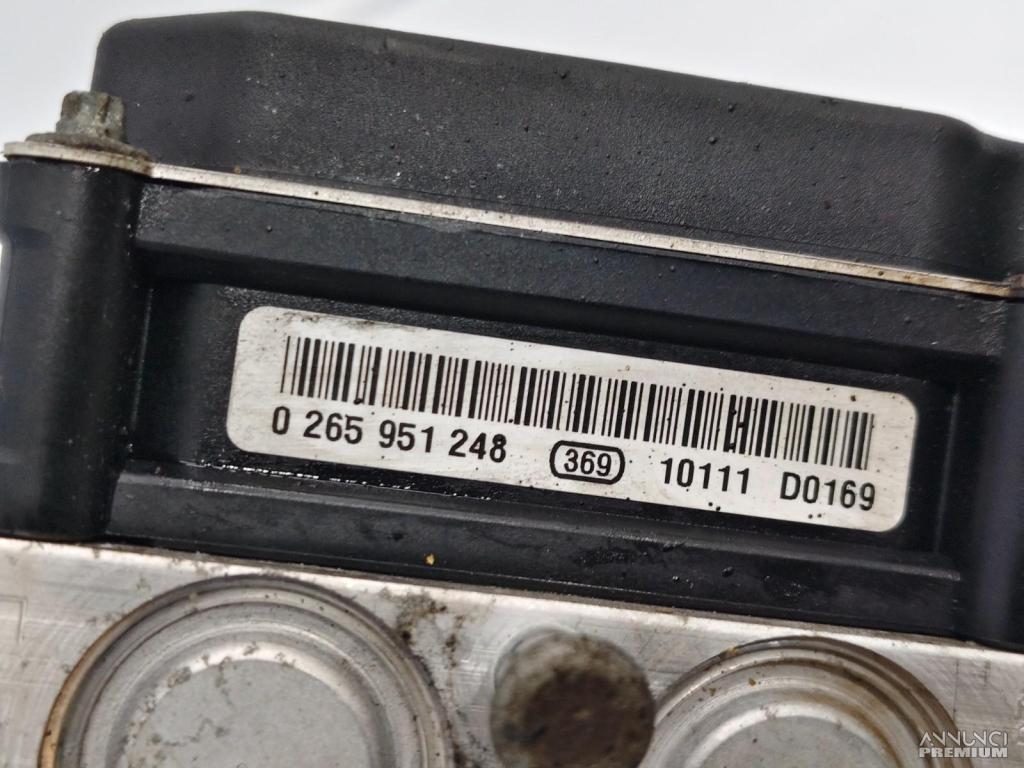 0 265 951 248 369 10111 D0169
ANNUNCI
PREMIUM